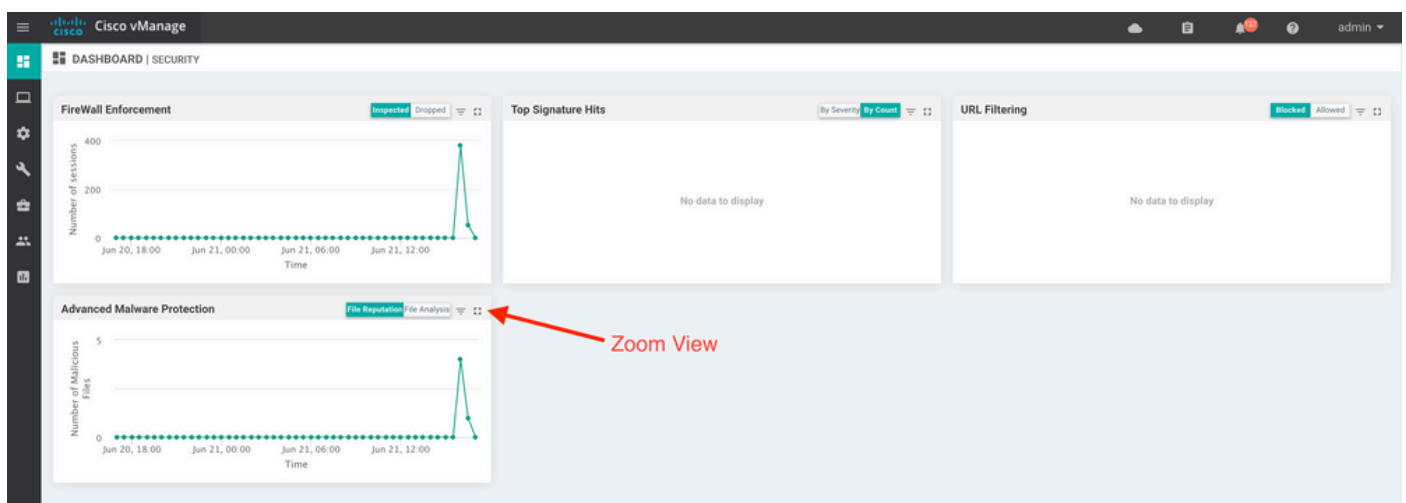 cisco Cisco vManage
137
admin
DASHBOARD | SECURITY
FireWall Enforcement
Inspected Dropped
Number of sessions
400
200
0
Jun 20, 18:00 Jun 21, 00:00 Jun 21, 06:00 Jun 21, 12:00
Time
Top Signature Hits
By Severity By Count
No data to display
URL Filtering
Blocked Allowed
No data to display
Advanced Malware Protection
File Reputation File Analysis
Number of Malicious
Files
5
0
Jun 20, 18:00 Jun 21, 00:00 Jun 21, 06:00 Jun 21, 12:00
Time
Zoom View